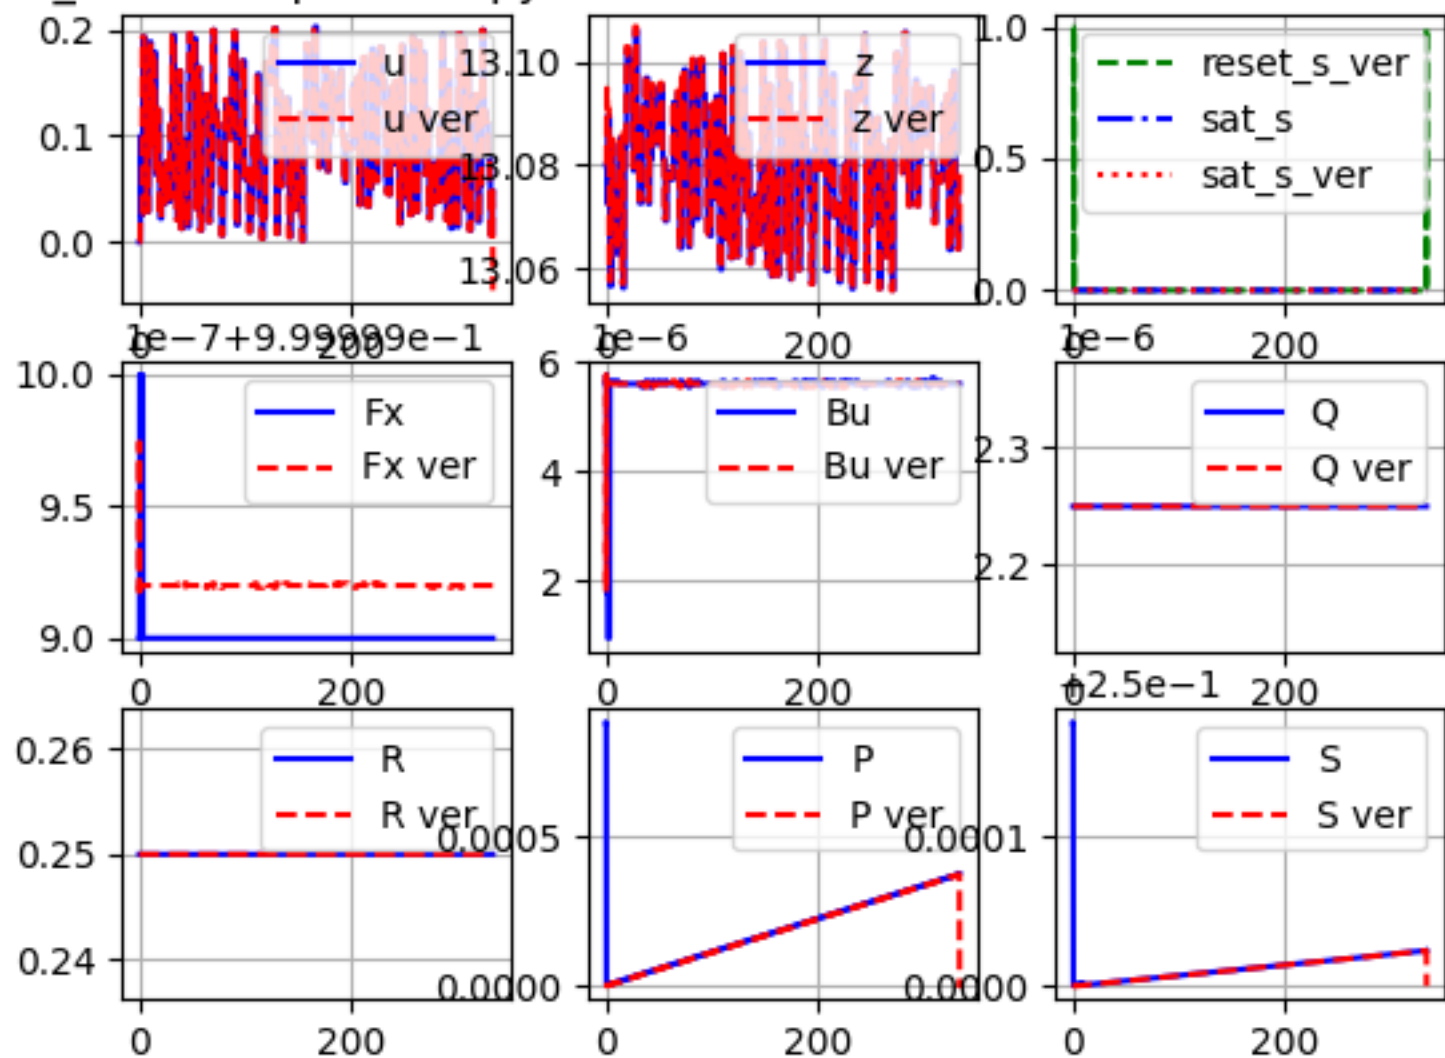 0.2
0.1
0.0
u
u ver
13.10
13.08
13.06
z
z ver
1.0
0.5
0.0
reset_s_ver
sat_s
sat_s_ver
0 200
0 200
0 200
1e−7+9.99999e−1
10.0
9.5
9.0
Fx
Fx ver
0 200
1e−6
6
4
2
Bu
Bu ver
0 200
1e−6
2.3
2.2
Q
Q ver
0 200
0.26
0.25
0.24
R
R ver
0 200
0.0005
0.0000
P
P ver
0 200
+2.5e−1
0.0001
0.0000
S
S ver
0 200